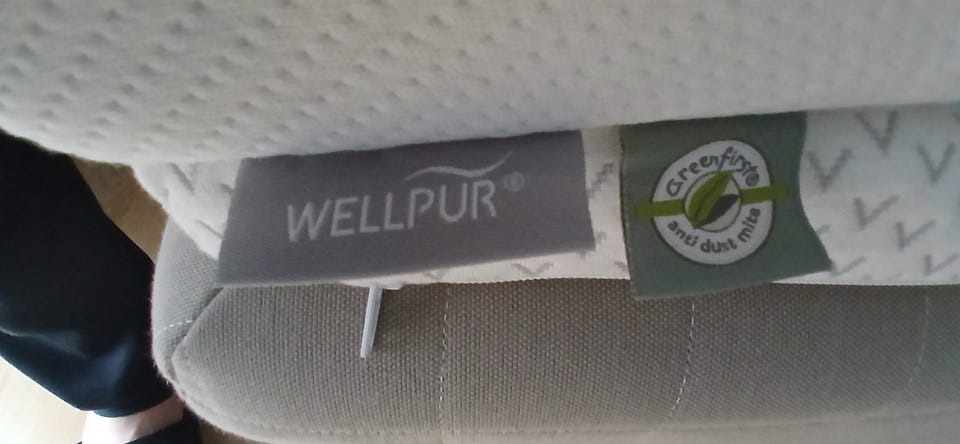 WELLPUR®
Greenfirst®
anti dust mite